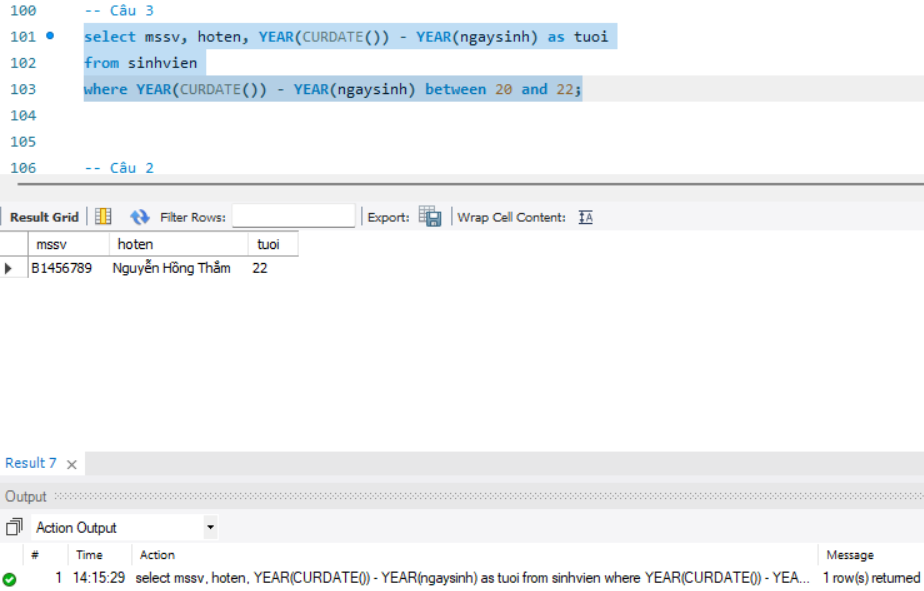 100 -- Câu 3
101 select mssv, hoten, YEAR(CURDATE()) - YEAR(ngaysinh) as tuoi
102 from sinhvien
103 where YEAR(CURDATE()) - YEAR(ngaysinh) between 20 and 22;
104
105
106 -- Câu 2
Result Grid Filter Rows: Export: Wrap Cell Content: IA
mssv hoten tuoi
B1456789 Nguyễn Hồng Thắm 22
Result 7 ×
Output
Action Output
# Time Action Message
1 14:15:29 select mssv, hoten, YEAR(CURDATE()) - YEAR(ngaysinh) as tuoi from sinhvien where YEAR(CURDATE()) - YEA... 1 row(s) returned